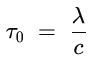 τ₀ = λ/c